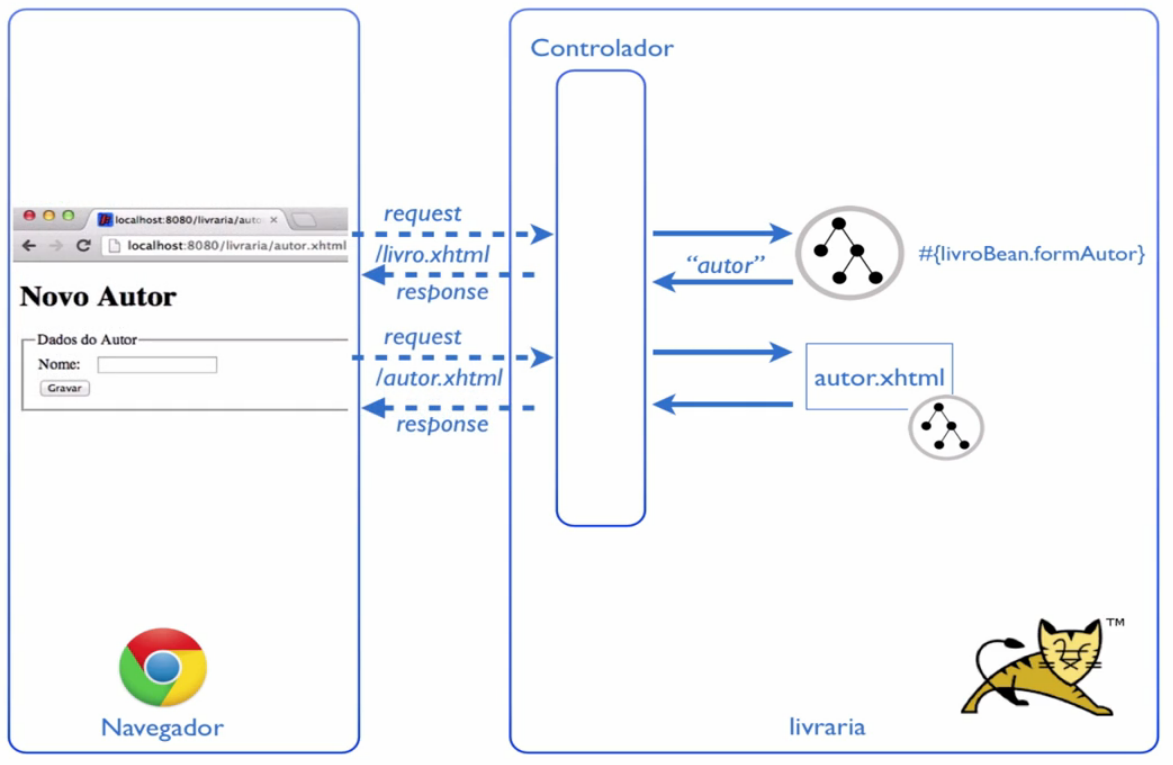 Controlador
localhost:8080/livraria/auto
localhost:8080/livraria/autor.xhtml
Novo Autor
Dados do Autor
Nome:
Gravar
request
/livro.xhtml
response
request
/autor.xhtml
response
"autor"
#{livroBean.formAutor}
autor.xhtml
Navegador
livraria
TM